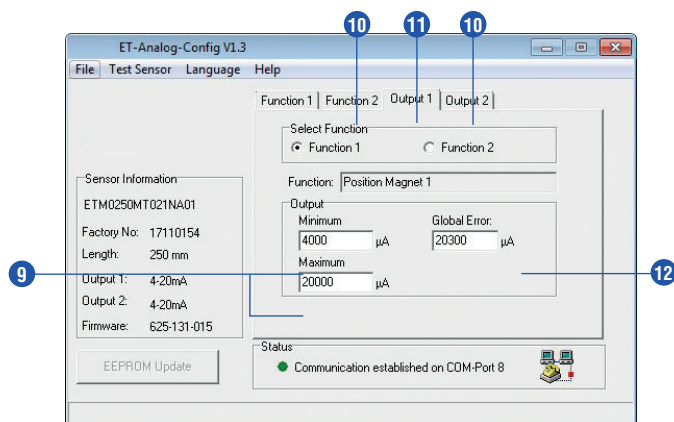 10 11 10
ET-Analog-Config V1.3
File Test Sensor Language Help
Function 1 Function 2 Output 1 Output 2
Select Function
Function 1 Function 2
Function: Position Magnet 1
Sensor Information
ETM0250MT021NA01
Factory No: 17110154
Length: 250 mm
Output 1: 4-20mA
Output 2: 4-20mA
Firmware: 625-131-015
Output
Minimum Global Error:
4000 µA 20300 µA
Maximum
20000 µA
9
12
EEPROM Update
Status
Communication established on COM-Port 8